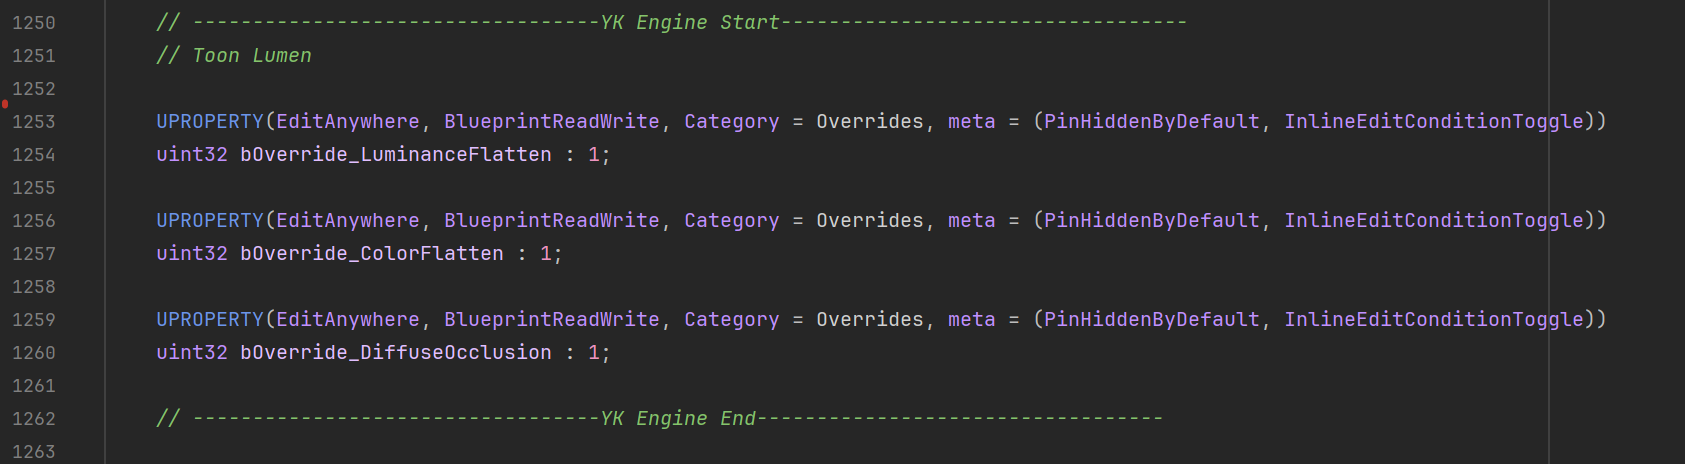 1250 // ----------------------------------YK Engine Start----------------------------------
1251 // Toon Lumen
1252
1253 UPROPERTY(EditAnywhere, BlueprintReadWrite, Category = Overrides, meta = (PinHiddenByDefault, InlineEditConditionToggle))
1254 uint32 bOverride_LuminanceFlatten : 1;
1255
1256 UPROPERTY(EditAnywhere, BlueprintReadWrite, Category = Overrides, meta = (PinHiddenByDefault, InlineEditConditionToggle))
1257 uint32 bOverride_ColorFlatten : 1;
1258
1259 UPROPERTY(EditAnywhere, BlueprintReadWrite, Category = Overrides, meta = (PinHiddenByDefault, InlineEditConditionToggle))
1260 uint32 bOverride_DiffuseOcclusion : 1;
1261
1262 // ----------------------------------YK Engine End----------------------------------
1263